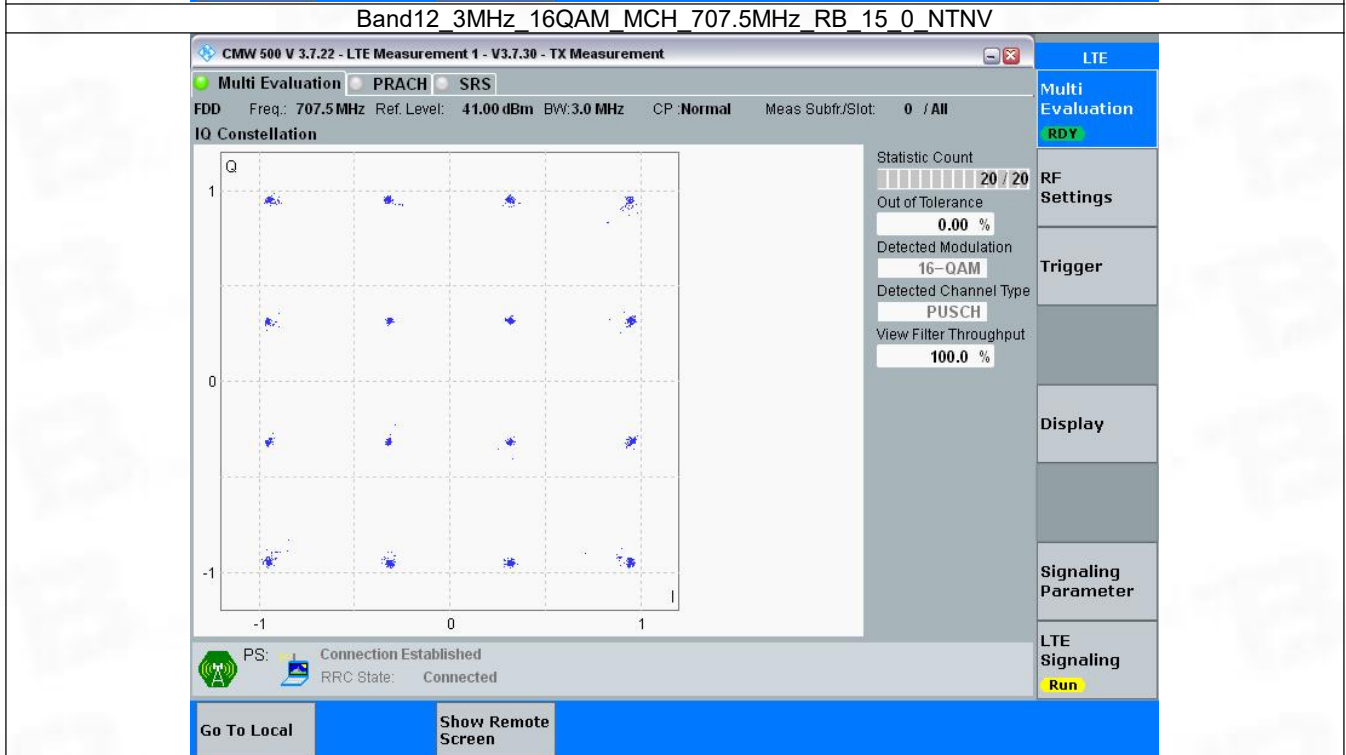 Band12_3MHz_16QAM_MCH_707.5MHz_RB_15_0_NTNV
CMW 500 V 3.7.22 - LTE Measurement 1 - V3.7.30 - TX Measurement
LTE
Multi Evaluation PRACH SRS
Multi
Evaluation
RDY
FDD Freq.: 707.5 MHz Ref. Level: 41.00 dBm BW: 3.0 MHz CP : Normal Meas Subfr./Slot: 0 / All
IQ Constellation
Q
1
0
-1
I
-1 0 1
Statistic Count
20 / 20
Out of Tolerance
0.00 %
Detected Modulation
16-QAM
Detected Channel Type
PUSCH
View Filter Throughput
100.0 %
RF
Settings
Trigger
Display
Signaling
Parameter
LTE
Signaling
Run
PS: Connection Established
RRC State: Connected
Go To Local
Show Remote
Screen